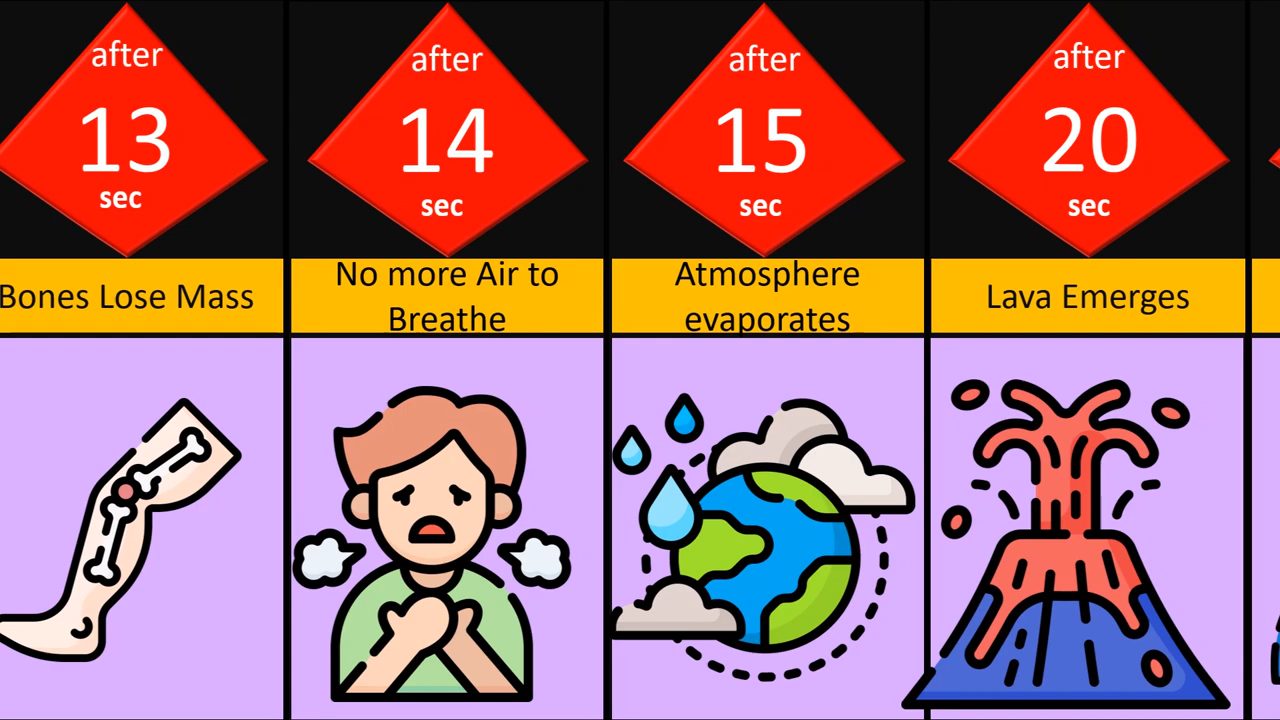 after
13
sec
Bones Lose Mass
after
14
sec
No more Air to
Breathe
after
15
sec
Atmosphere
evaporates
after
20
sec
Lava Emerges